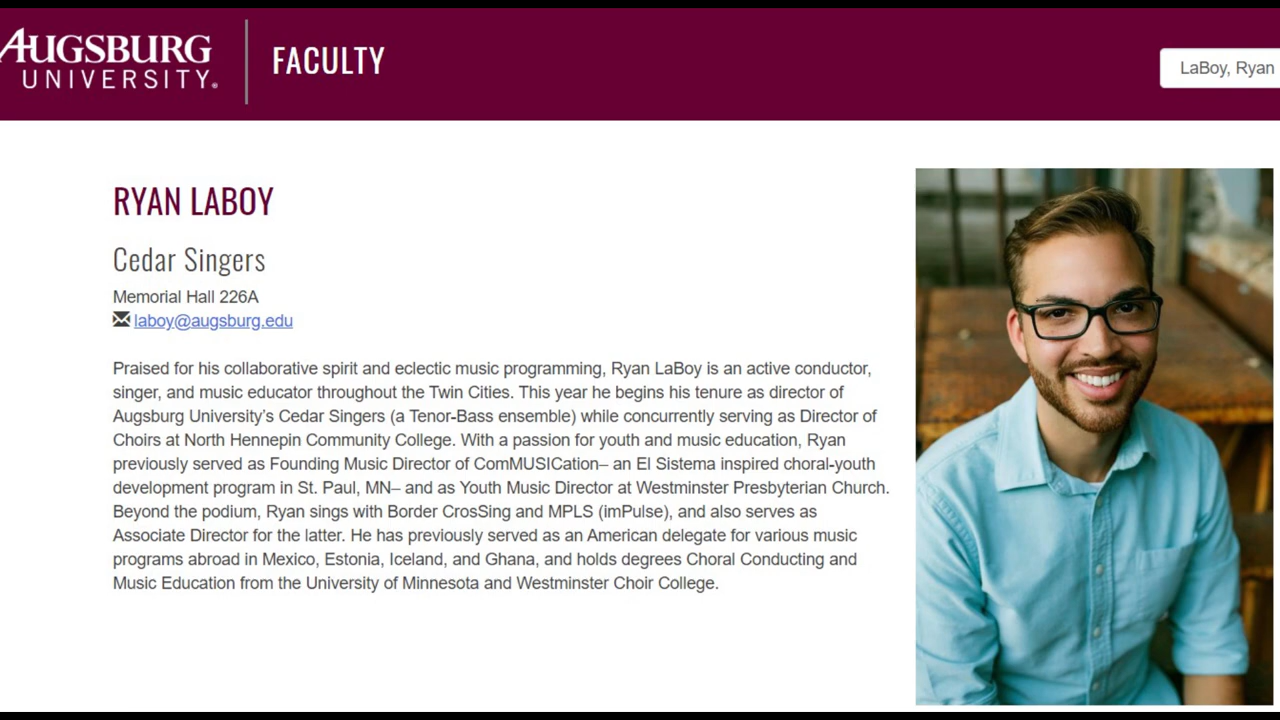 AUGSBURG
UNIVERSITY®
FACULTY
LaBoy, Ryan
RYAN LABOY
Cedar Singers
Memorial Hall 226A
laboy@augsburg.edu
Praised for his collaborative spirit and eclectic music programming, Ryan LaBoy is an active conductor,
singer, and music educator throughout the Twin Cities. This year he begins his tenure as director of
Augsburg University’s Cedar Singers (a Tenor-Bass ensemble) while concurrently serving as Director of
Choirs at North Hennepin Community College. With a passion for youth and music education, Ryan
previously served as Founding Music Director of ComMUSICation– an El Sistema inspired choral-youth
development program in St. Paul, MN– and as Youth Music Director at Westminster Presbyterian Church.
Beyond the podium, Ryan sings with Border CrosSing and MPLS (imPulse), and also serves as
Associate Director for the latter. He has previously served as an American delegate for various music
programs abroad in Mexico, Estonia, Iceland, and Ghana, and holds degrees Choral Conducting and
Music Education from the University of Minnesota and Westminster Choir College.